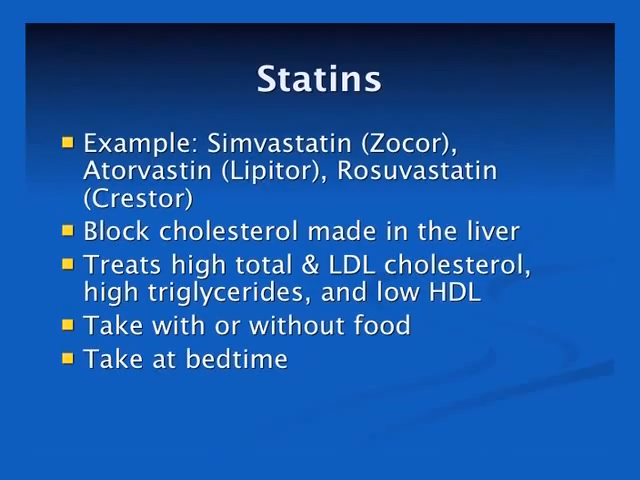 Statins
Example: Simvastatin (Zocor),
Atorvastin (Lipitor), Rosuvastatin
(Crestor)
Block cholesterol made in the liver
Treats high total & LDL cholesterol,
high triglycerides, and low HDL
Take with or without food
Take at bedtime